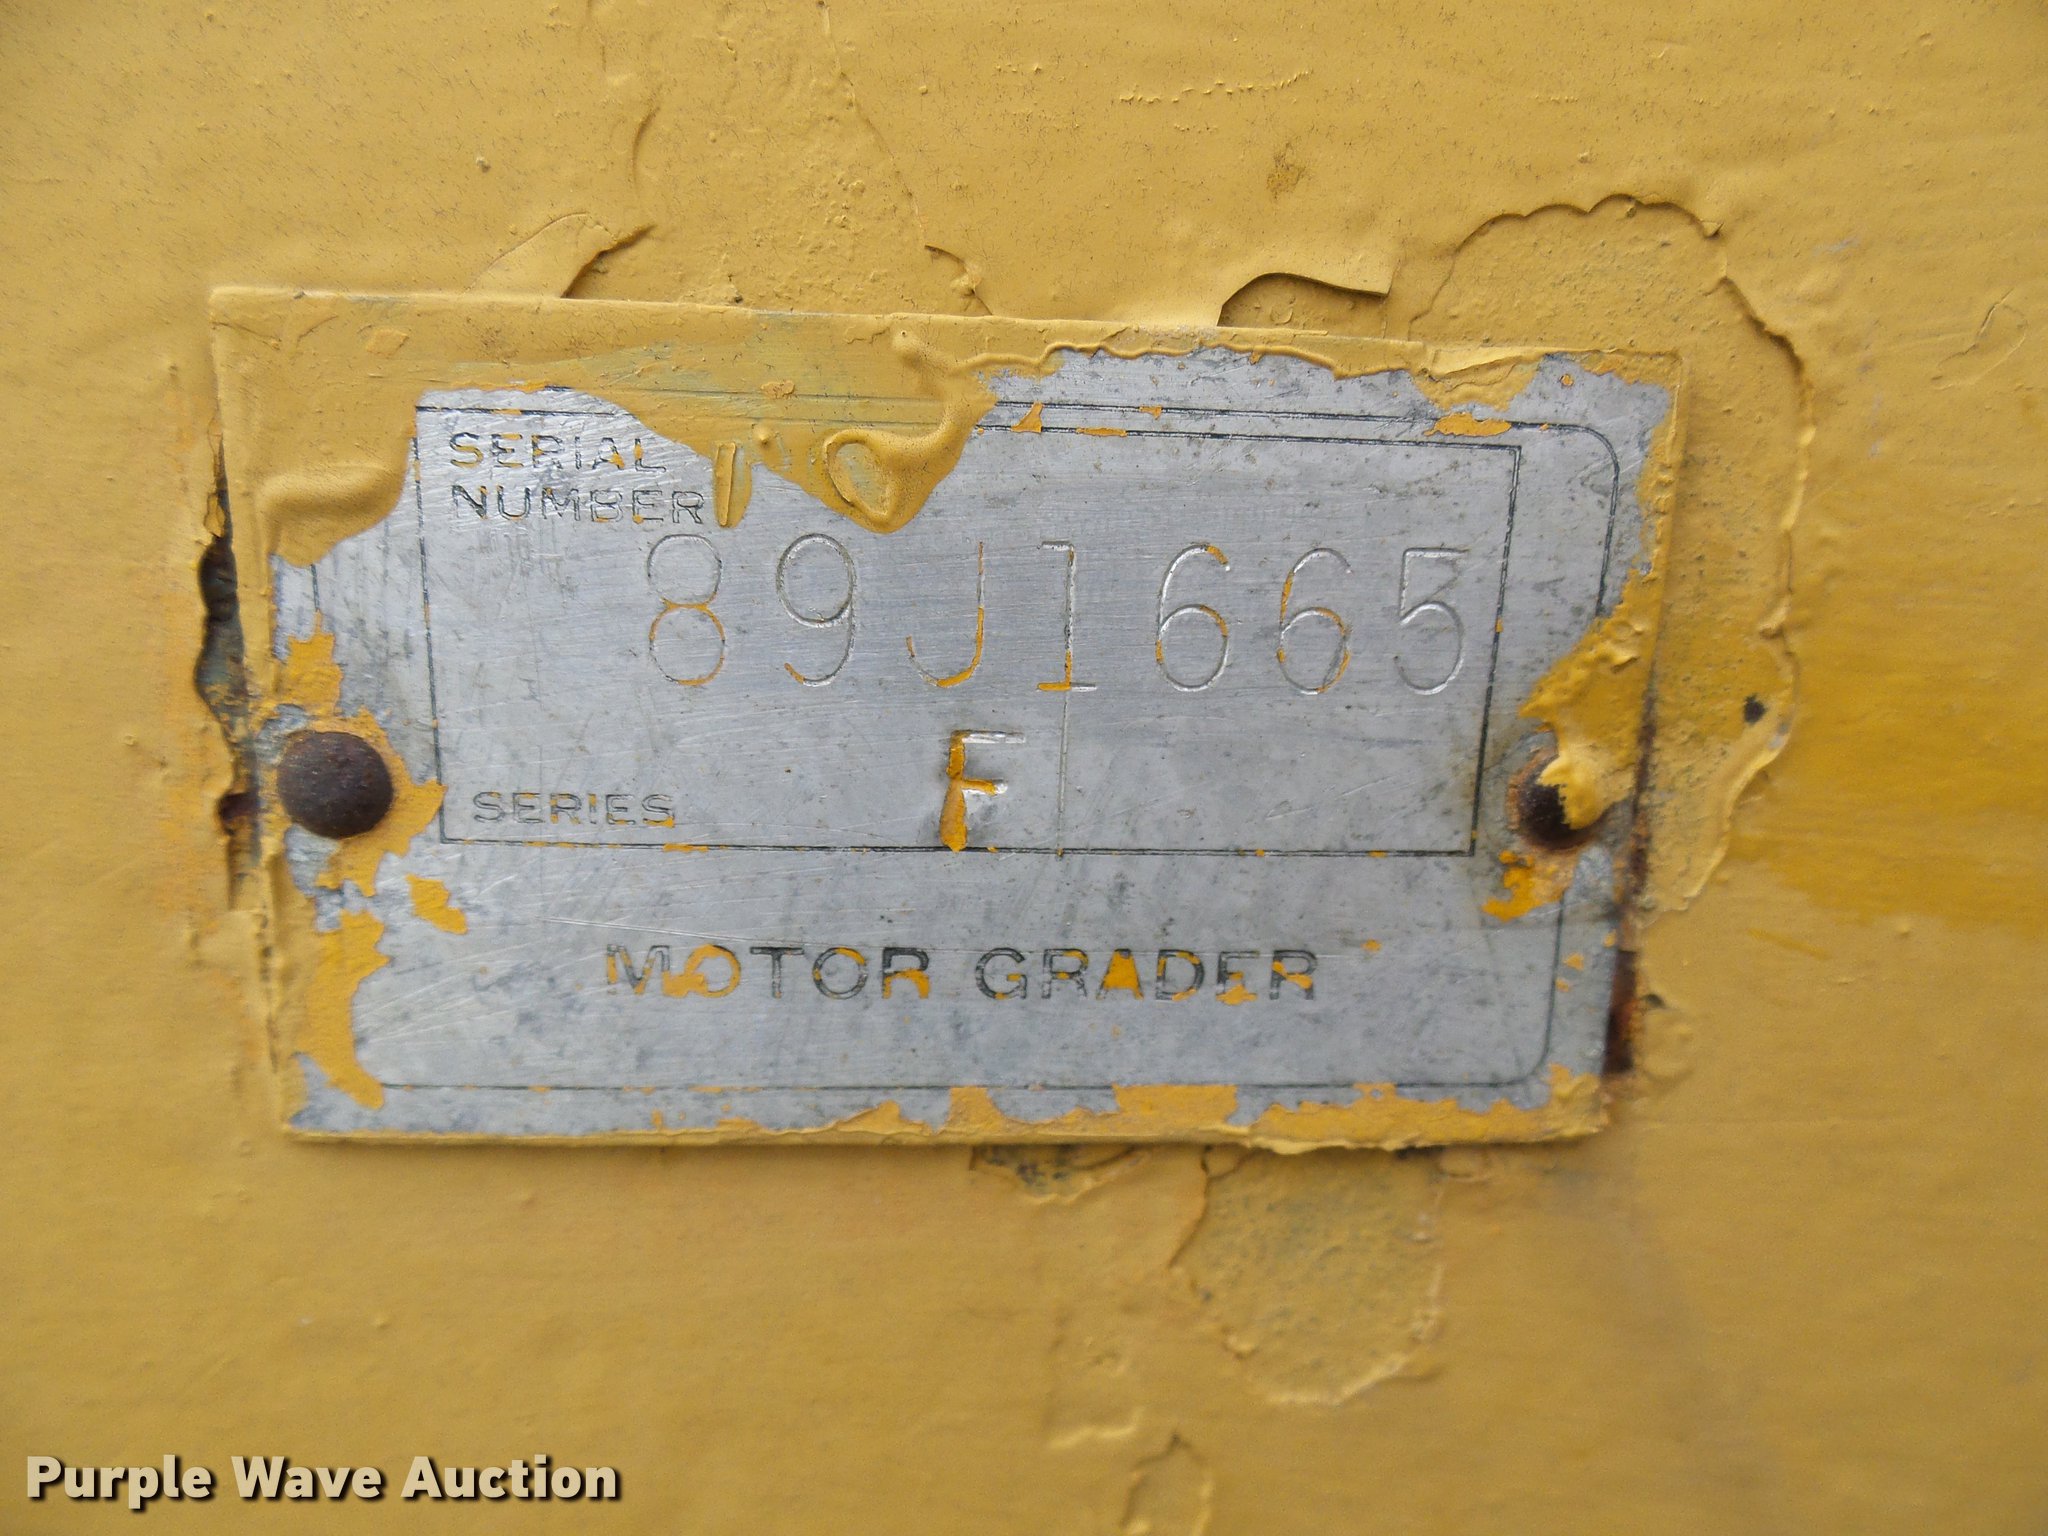 SERIAL
NUMBER
89J1665
SERIES F
MOTOR GRADER
Purple Wave Auction